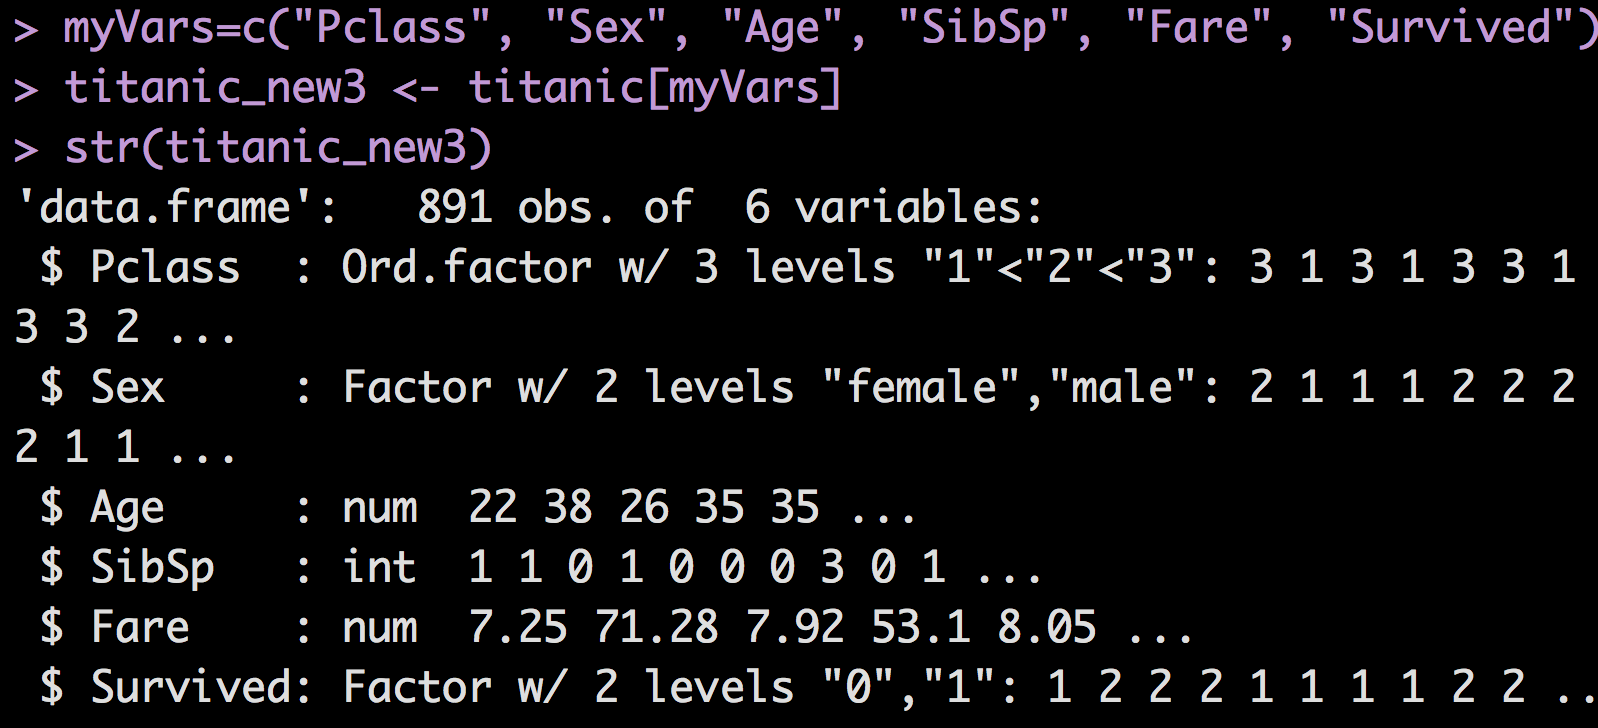 > myVars=c("Pclass", "Sex", "Age", "SibSp", "Fare", "Survived")
> titanic_new3 <- titanic[myVars]
> str(titanic_new3)
'data.frame':   891 obs. of  6 variables:
 $ Pclass  : Ord.factor w/ 3 levels "1"<"2"<"3": 3 1 3 1 3 3 1
3 3 2 ...
 $ Sex     : Factor w/ 2 levels "female","male": 2 1 1 1 2 2 2
2 1 1 ...
 $ Age     : num  22 38 26 35 35 ...
 $ SibSp   : int  1 1 0 1 0 0 0 3 0 1 ...
 $ Fare    : num  7.25 71.28 7.92 53.1 8.05 ...
 $ Survived: Factor w/ 2 levels "0","1": 1 2 2 2 1 1 1 1 2 2 ..